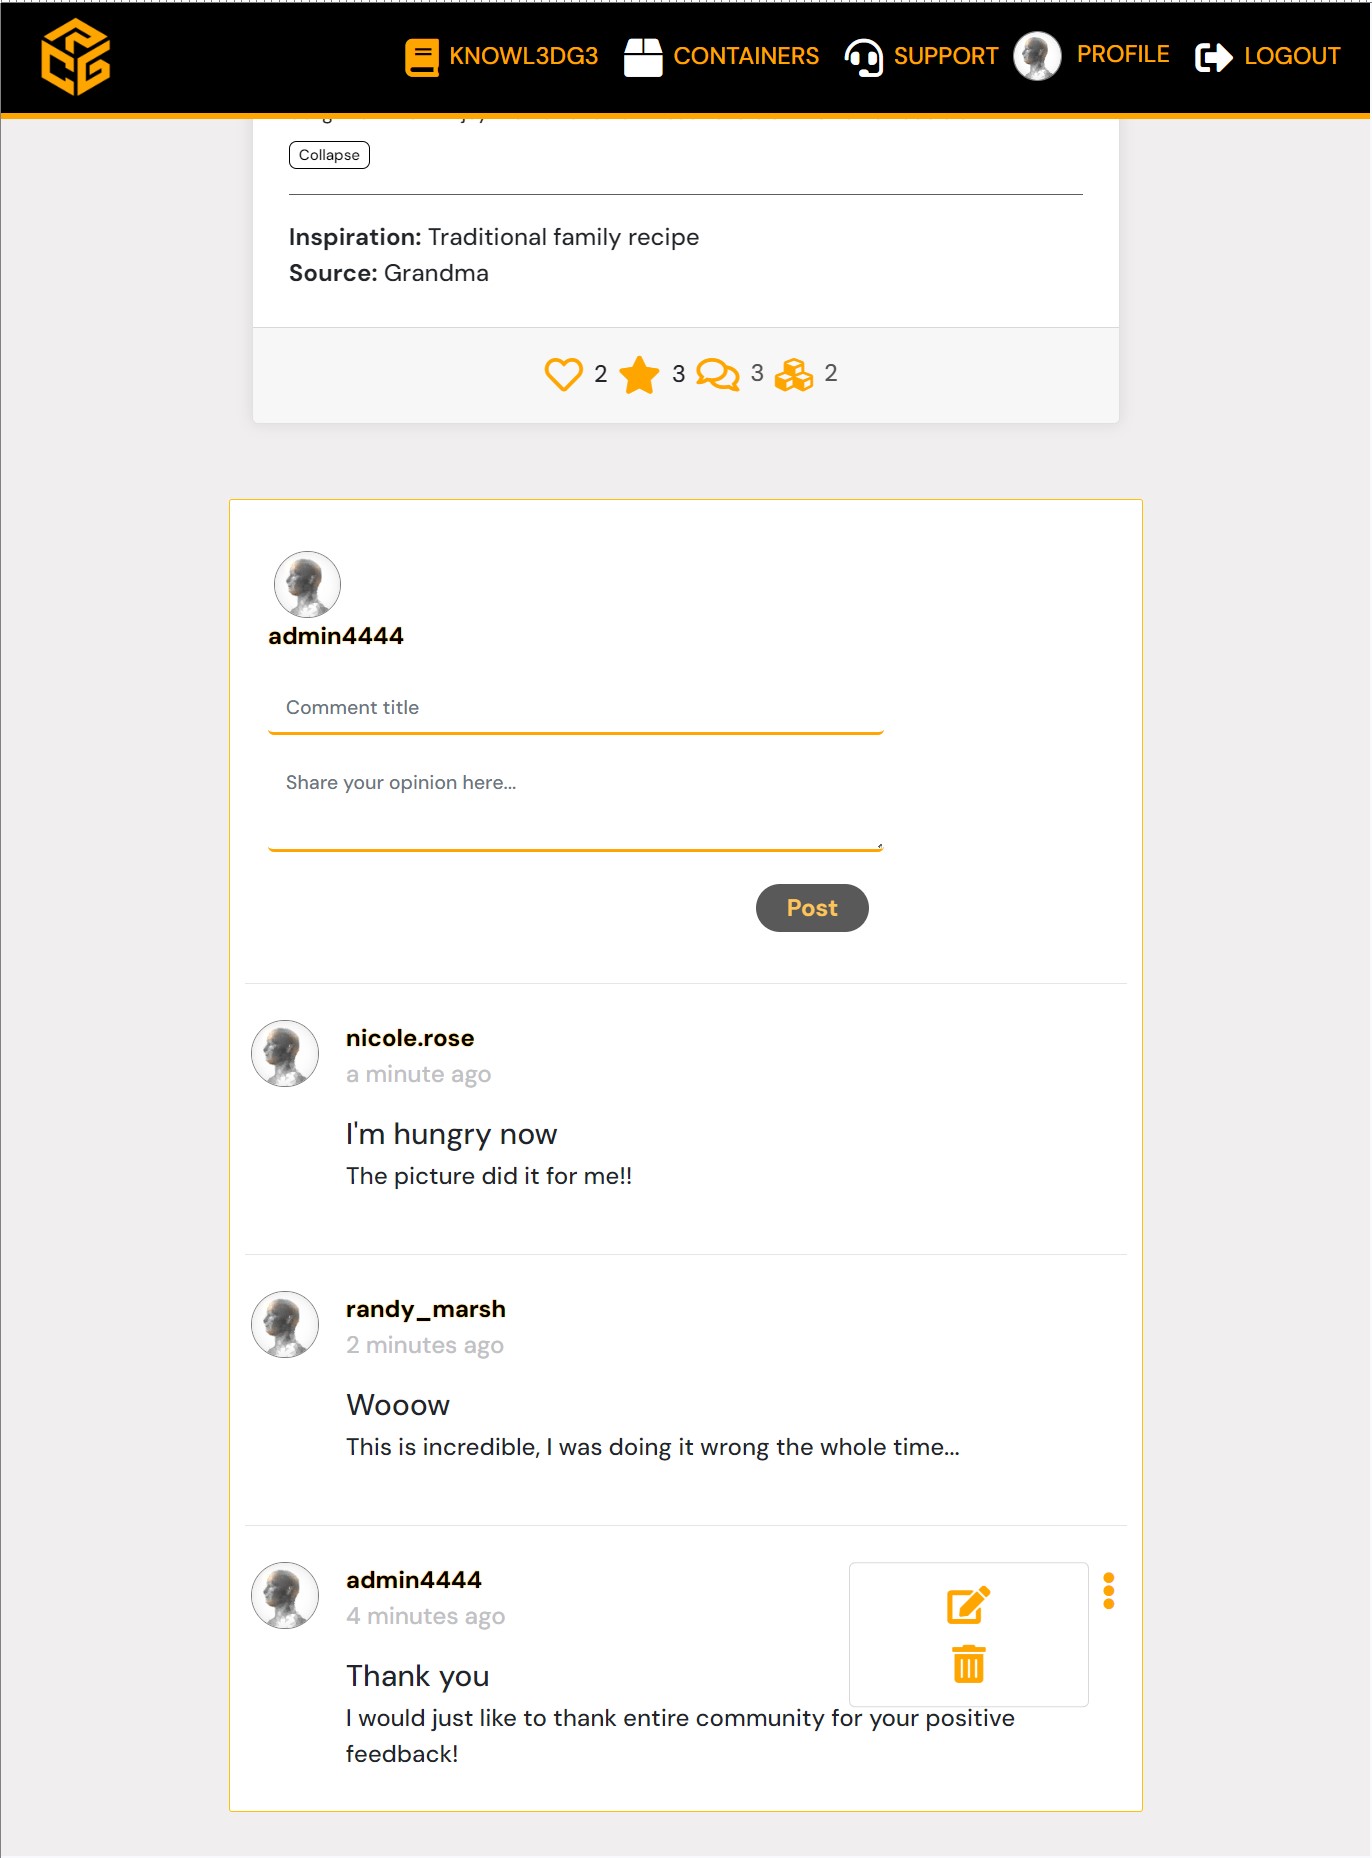 KNOWL3DG3
CONTAINERS
SUPPORT
PROFILE
LOGOUT
Collapse
Inspiration: Traditional family recipe
Source: Grandma
2
3
3
2
admin4444
Comment title
Share your opinion here...
Post
nicole.rose
a minute ago
I'm hungry now
The picture did it for me!!
randy_marsh
2 minutes ago
Wooow
This is incredible, I was doing it wrong the whole time...
admin4444
4 minutes ago
Thank you
I would just like to thank entire community for your positive
feedback!